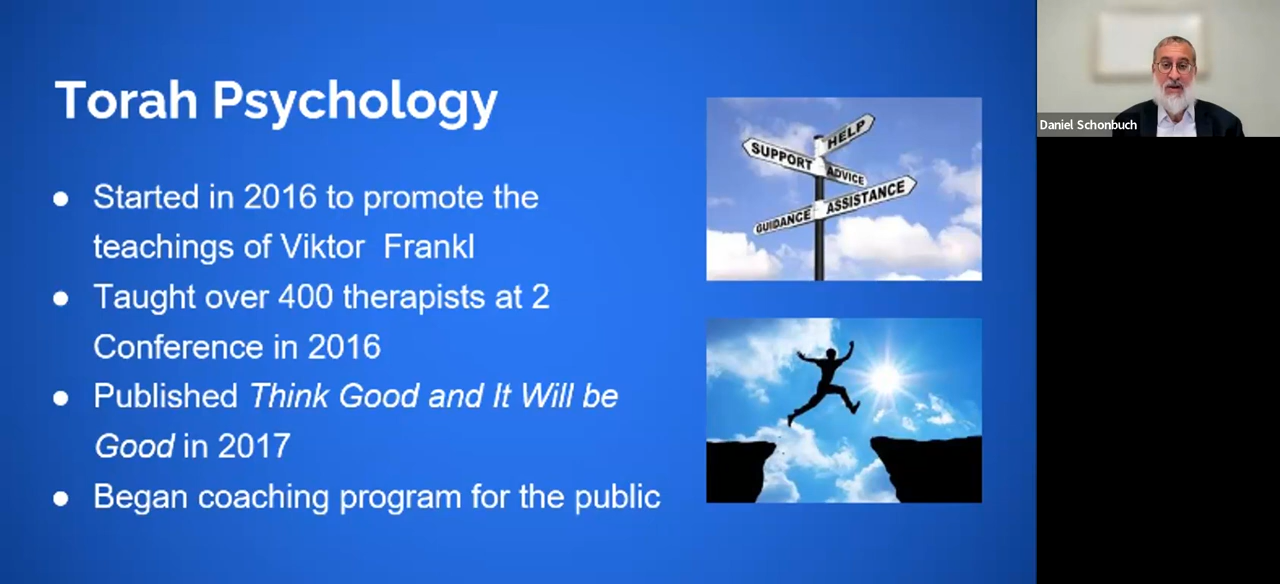 Torah Psychology
● Started in 2016 to promote the
teachings of Viktor  Frankl
● Taught over 400 therapists at 2
Conference in 2016
● Published Think Good and It Will be
Good in 2017
● Began coaching program for the public
HELP
SUPPORT
ADVICE
ASSISTANCE
GUIDANCE
Daniel Schonbuch